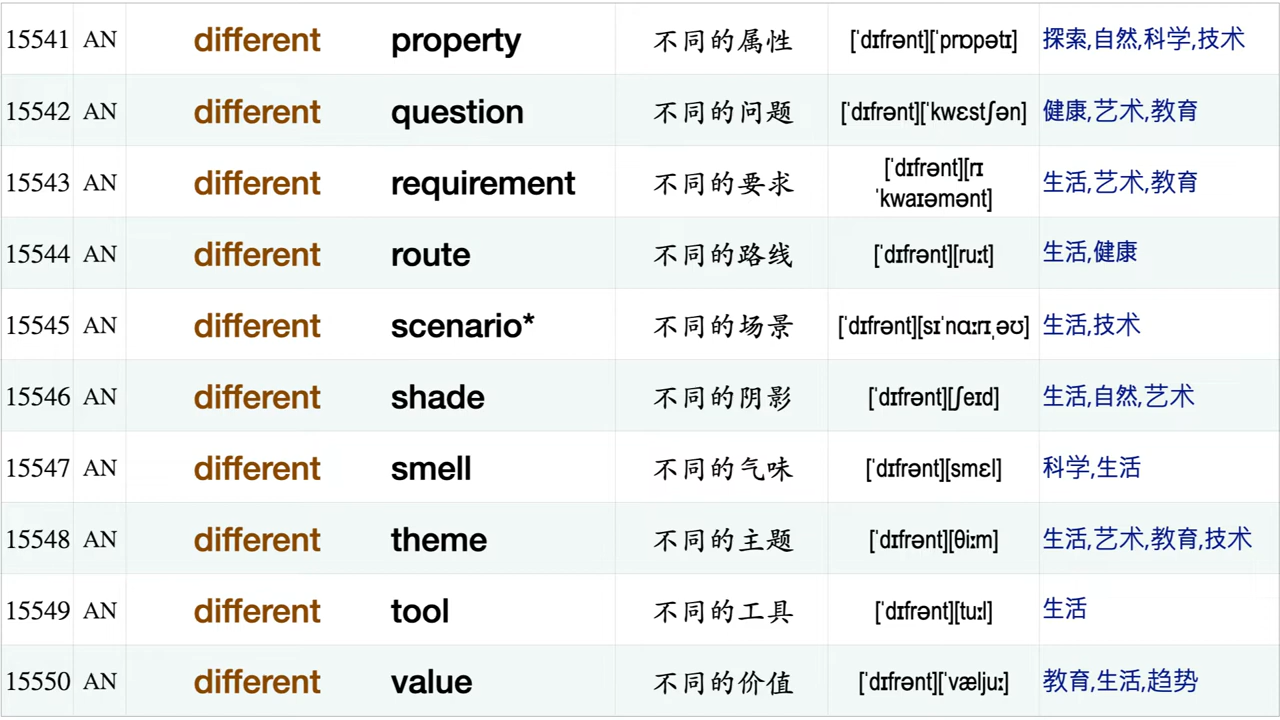 15541 AN different property 不同的属性 [ˈdɪfrənt][ˈprɒpətɪ] 探索,自然,科学,技术
15542 AN different question 不同的问题 [ˈdɪfrənt][ˈkwɛstʃən] 健康,艺术,教育
15543 AN different requirement 不同的要求 [ˈdɪfrənt][rɪ
ˈkwaɪəmənt] 生活,艺术,教育
15544 AN different route 不同的路线 [ˈdɪfrənt][ruːt] 生活,健康
15545 AN different scenario* 不同的场景 [ˈdɪfrənt][sɪˈnɑːrɪˌəʊ] 生活,技术
15546 AN different shade 不同的阴影 [ˈdɪfrənt][ʃeɪd] 生活,自然,艺术
15547 AN different smell 不同的气味 [ˈdɪfrənt][smɛl] 科学,生活
15548 AN different theme 不同的主题 [ˈdɪfrənt][θiːm] 生活,艺术,教育,技术
15549 AN different tool 不同的工具 [ˈdɪfrənt][tuːl] 生活
15550 AN different value 不同的价值 [ˈdɪfrənt][ˈvæljuː] 教育,生活,趋势